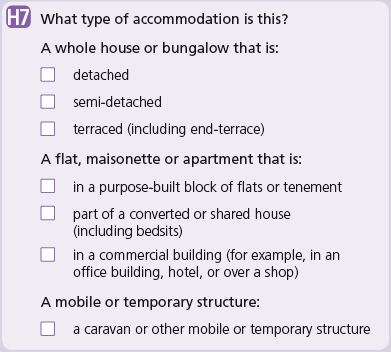 H7 What type of accommodation is this?
A whole house or bungalow that is:
detached
semi-detached
terraced (including end-terrace)
A flat, maisonette or apartment that is:
in a purpose-built block of flats or tenement
part of a converted or shared house
(including bedsits)
in a commercial building (for example, in an
office building, hotel, or over a shop)
A mobile or temporary structure:
a caravan or other mobile or temporary structure